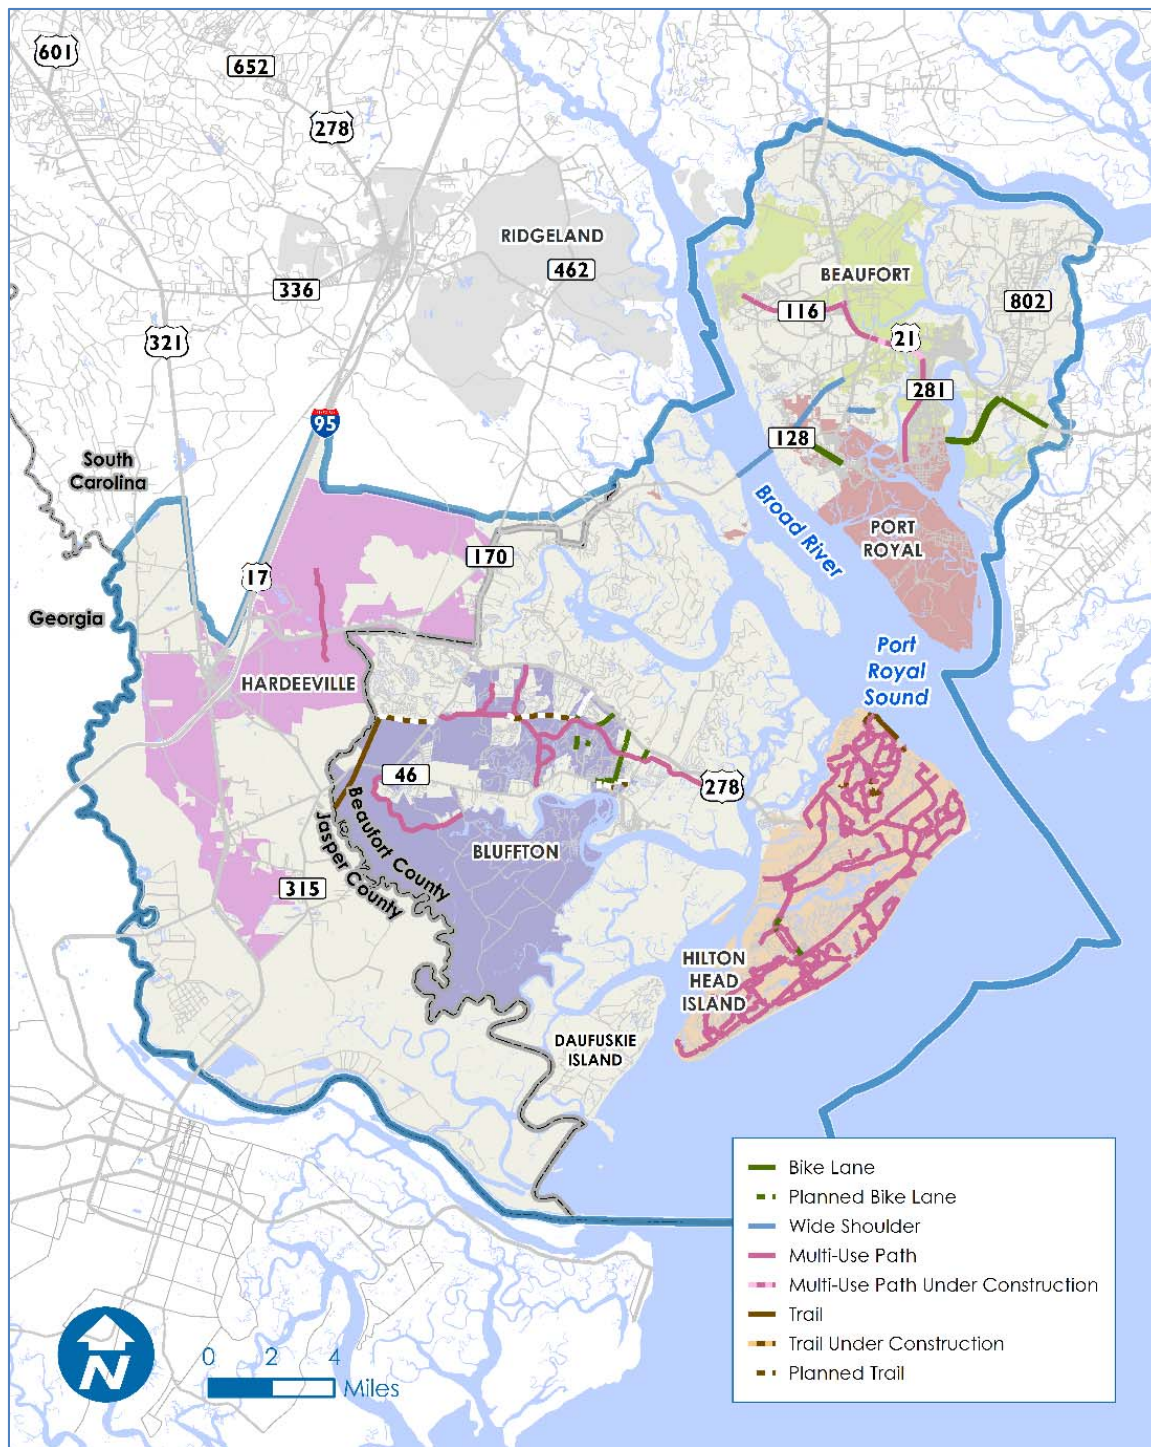 601
652
278
RIDGELAND
462
336
321
95
BEAUFORT
116
802
21
281
128
South
Carolina
Broad River
PORT
ROYAL
170
17
Georgia
Port
Royal
Sound
HARDEEVILLE
46
278
Beaufort County
Jasper County
BLUFFTON
315
HILTON
HEAD
ISLAND
DAUFUSKIE
ISLAND
Bike Lane
Planned Bike Lane
Wide Shoulder
Multi-Use Path
Multi-Use Path Under Construction
Trail
Trail Under Construction
Planned Trail
N
0 2 4
Miles